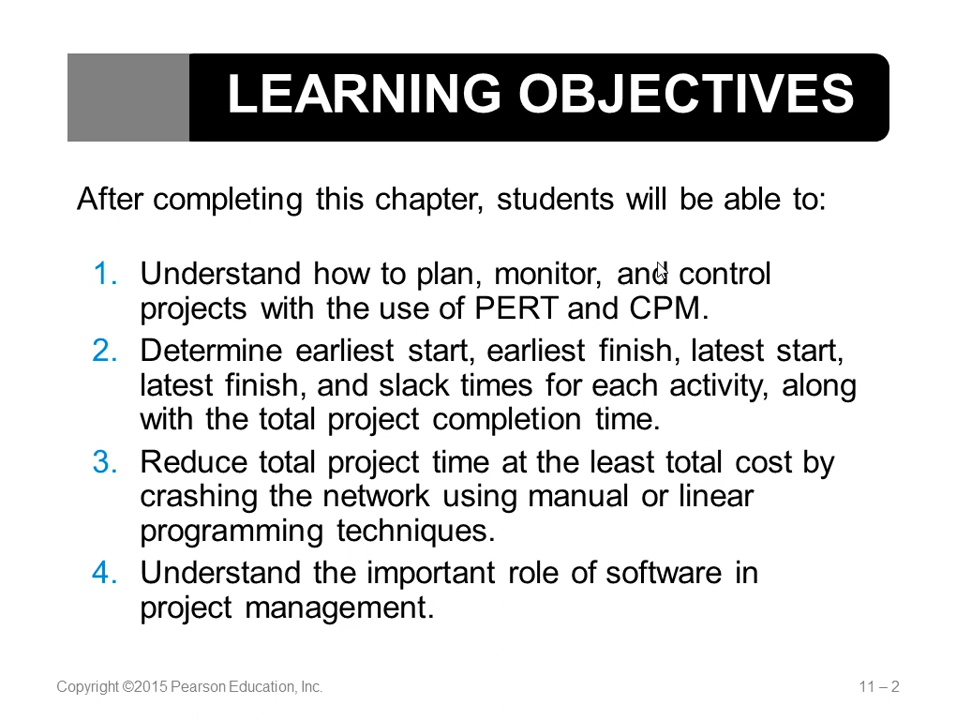 LEARNING OBJECTIVES
After completing this chapter, students will be able to:
1. Understand how to plan, monitor, and control
projects with the use of PERT and CPM.
2. Determine earliest start, earliest finish, latest start,
latest finish, and slack times for each activity, along
with the total project completion time.
3. Reduce total project time at the least total cost by
crashing the network using manual or linear
programming techniques.
4. Understand the important role of software in
project management.
Copyright ©2015 Pearson Education, Inc.
11 – 2